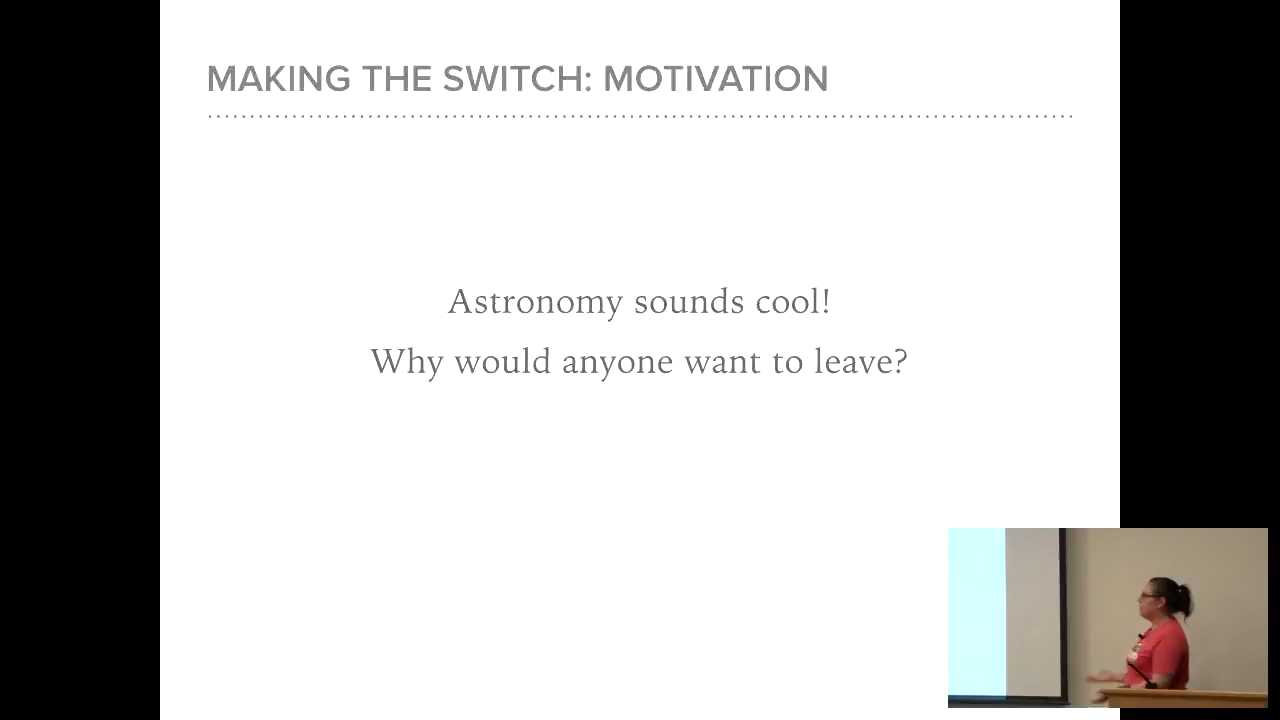 MAKING THE SWITCH: MOTIVATION
Astronomy sounds cool!
Why would anyone want to leave?